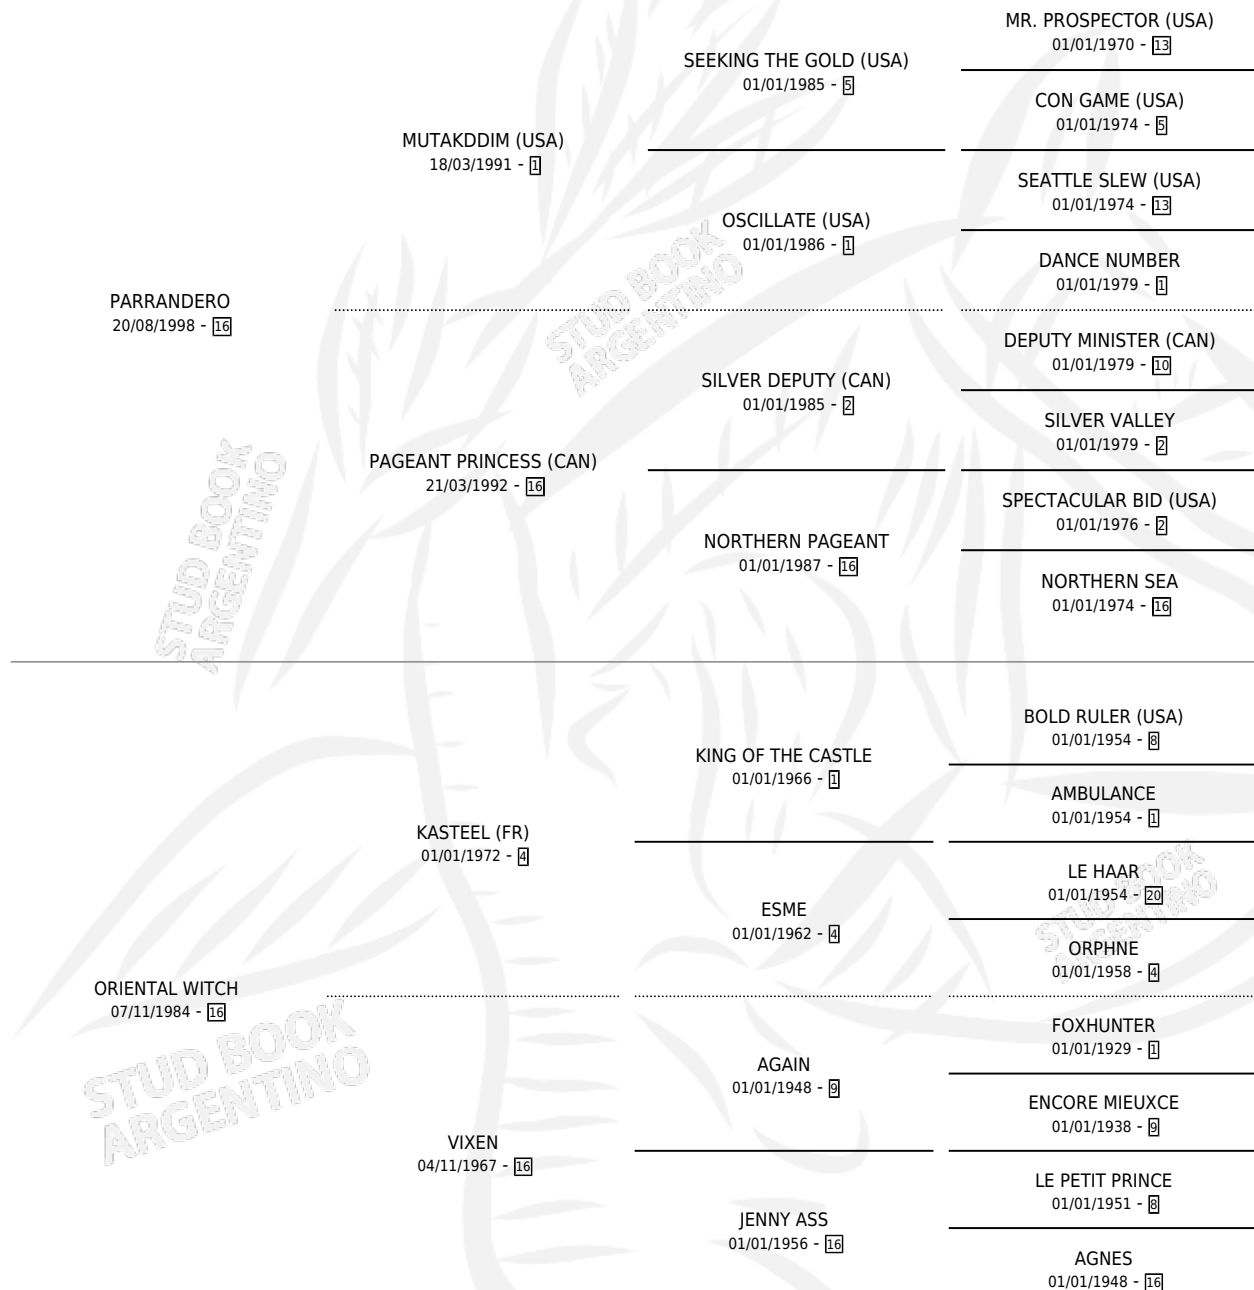 MR. PROSPECTOR (USA)
01/01/1970 - 13
SEEKING THE GOLD (USA)
01/01/1985 - 5
CON GAME (USA)
01/01/1974 - 5
MUTAKDDIM (USA)
18/03/1991 - 1
SEATTLE SLEW (USA)
01/01/1974 - 13
OSCILLATE (USA)
01/01/1986 - 1
DANCE NUMBER
01/01/1979 - 1
PARRANDERO
20/08/1998 - 16
DEPUTY MINISTER (CAN)
01/01/1979 - 10
SILVER DEPUTY (CAN)
01/01/1985 - 2
SILVER VALLEY
01/01/1979 - 2
PAGEANT PRINCESS (CAN)
21/03/1992 - 16
SPECTACULAR BID (USA)
01/01/1976 - 2
NORTHERN PAGEANT
01/01/1987 - 16
NORTHERN SEA
01/01/1974 - 16
BOLD RULER (USA)
01/01/1954 - 8
KING OF THE CASTLE
01/01/1966 - 1
AMBULANCE
01/01/1954 - 1
KASTEEL (FR)
01/01/1972 - 4
LE HAAR
01/01/1954 - 20
ESME
01/01/1962 - 4
ORPHNE
01/01/1958 - 4
ORIENTAL WITCH
07/11/1984 - 16
FOXHUNTER
01/01/1929 - 1
AGAIN
01/01/1948 - 9
ENCORE MIEUXCE
01/01/1938 - 9
VIXEN
04/11/1967 - 16
LE PETIT PRINCE
01/01/1951 - 8
JENNY ASS
01/01/1956 - 16
AGNES
01/01/1948 - 16
STUD BOOK
ARGENTINO
STUD BOOK
ARGENTINO
STUD BOOK
ARGENTINO
STUD BOOK
ARGENTINO